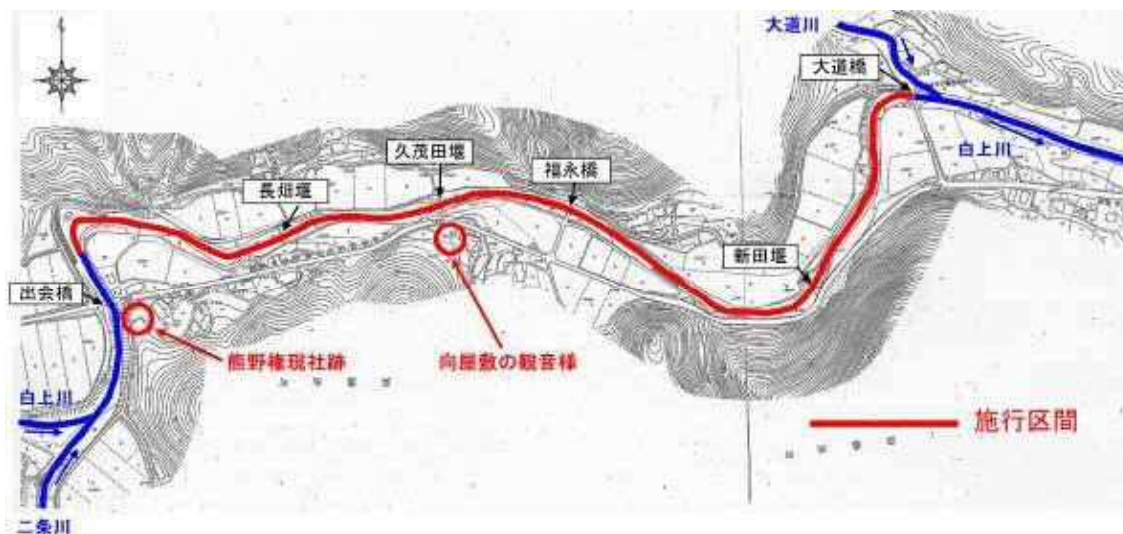 大道川
大道橋
白上川
久茂田堰
福永橋
長畑堰
新田堰
出会橋
熊野権現社跡
向屋敷の観音様
白上川
施行区間
二条川